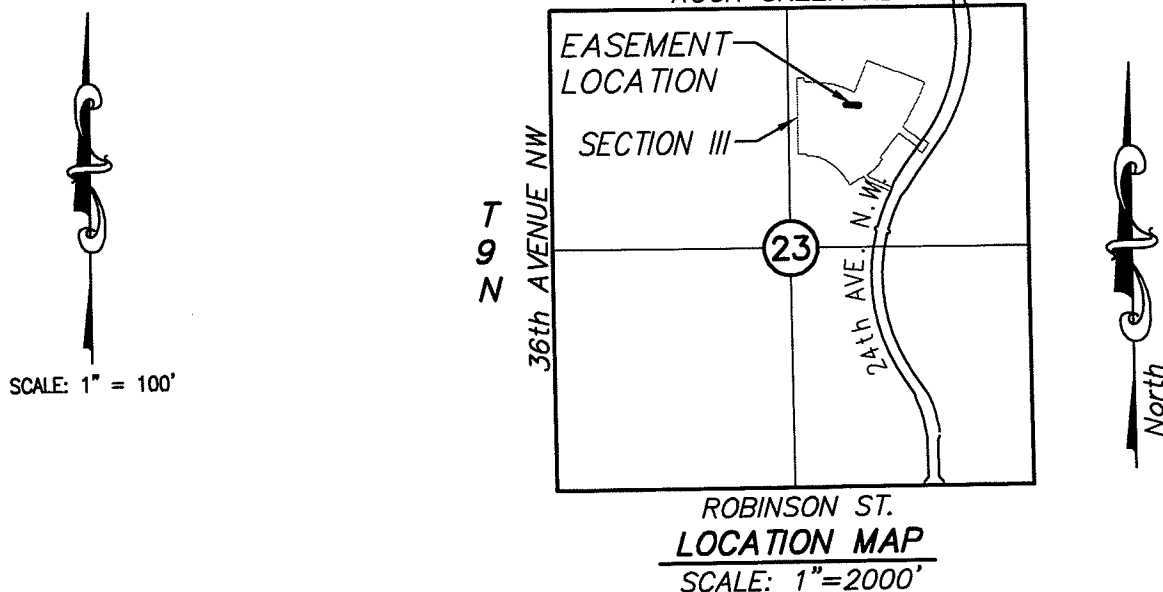 EASEMENT
LOCATION
SECTION III
36th AVENUE NW
T
9
N
23
24th AVE. N.W.
SCALE: 1" = 100'
North
ROBINSON ST.
LOCATION MAP
SCALE: 1"=2000'